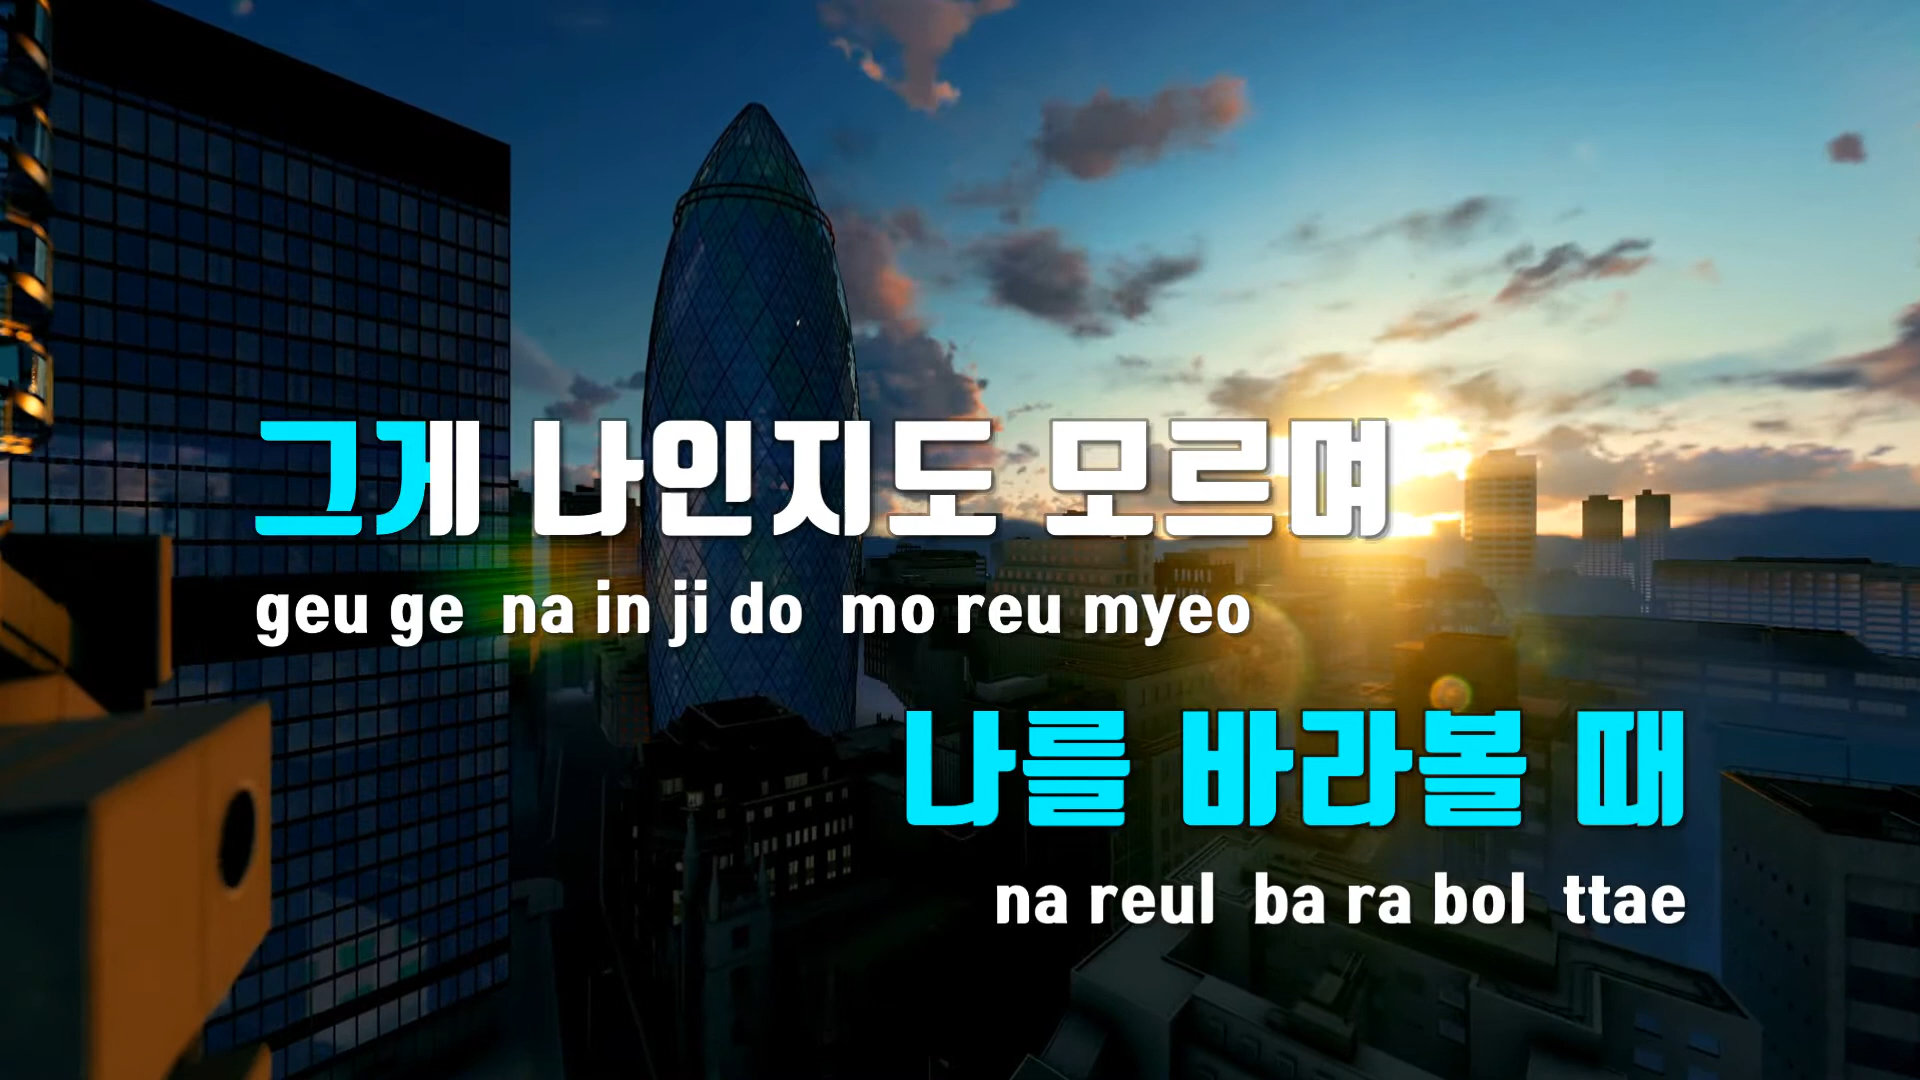 그게 나인지도 모르며
geu ge na in ji do mo reu myeo
나를 바라볼 때
na reul ba ra bol ttae